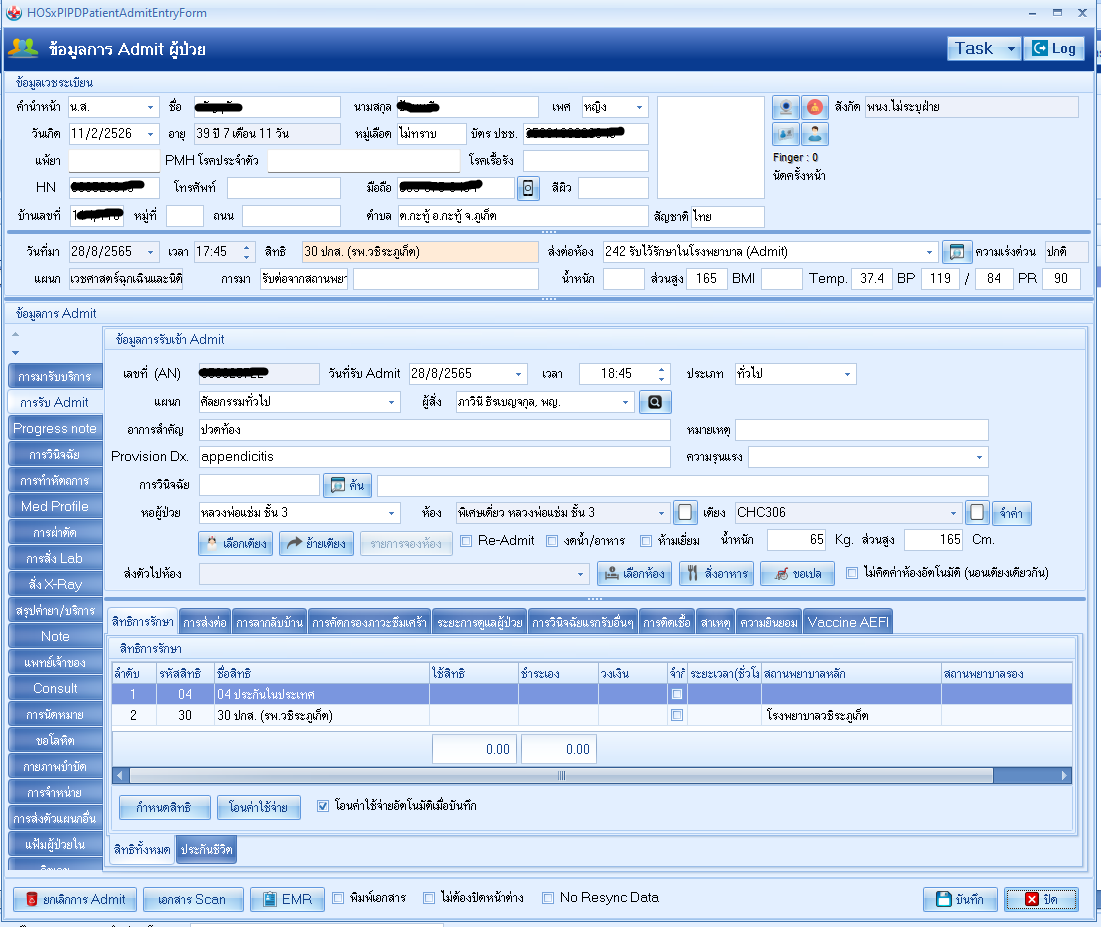 HOSxPIPDPatientAdmitEntryForm
ข้อมูลการ Admit ผู้ป่วย Task Log
ข้อมูลเวชระเบียน
คำนำหน้า น.ส. ชื่อ นามสกุล เพศ หญิง สังกัด พนง.ไม่ระบุฝ่าย
วันเกิด 11/2/2526 อายุ 39 ปี 7 เดือน 11 วัน หมู่เลือด ไม่ทราบ บัตร ปชช.
แพ้ยา PMH โรคประจำตัว โรคเรื้อรัง Finger : 0
HN โทรศัพท์ มือถือ สีผิว นัดครั้งหน้า
บ้านเลขที่ หมู่ที่ ถนน ตำบล ต.กะทู้ อ.กะทู้ จ.ภูเก็ต สัญชาติ ไทย
วันที่มา 28/8/2565 เวลา 17:45 สิทธิ 30 ปกส. (รพ.วชิระภูเก็ต) ส่งต่อห้อง 242 รับไว้รักษาในโรงพยาบาล (Admit) ความเร่งด่วน ปกติ
แผนก เวชศาสตร์ฉุกเฉินและนิติ การมา รับต่อจากสถานพยา น้ำหนัก ส่วนสูง 165 BMI Temp. 37.4 BP 119 / 84 PR 90
ข้อมูลการ Admit
ข้อมูลการรับเข้า Admit
การมารับบริการ
การรับ Admit
Progress note
การวินิจฉัย
การทำหัตถการ
Med Profile
การผ่าตัด
การสั่ง Lab
สั่ง X-Ray
สรุปค่ายา/บริการ
Note
แพทย์เจ้าของ
Consult
การนัดหมาย
ขอโลหิต
กายภาพบำบัด
การจำหน่าย
การส่งตัวแผนกอื่น
แฟ้มผู้ป่วยใน
เลขที่ (AN) วันที่รับ Admit 28/8/2565 เวลา 18:45 ประเภท ทั่วไป
แผนก ศัลยกรรมทั่วไป ผู้สั่ง ภาวินี ธีรเบญจกุล, พญ.
อาการสำคัญ ปวดท้อง หมายเหตุ
Provision Dx. appendicitis ความรุนแรง
การวินิจฉัย ค้น
หอผู้ป่วย หลวงพ่อแช่ม ชั้น 3 ห้อง พิเศษเดี่ยว หลวงพ่อแช่ม ชั้น 3 เตียง CHC306 จำค่า
เลือกเตียง ย้ายเตียง รายการจองห้อง Re-Admit งดน้ำ/อาหาร ห้ามเยี่ยม น้ำหนัก 65 Kg. ส่วนสูง 165 Cm.
ส่งตัวไปห้อง เลือกห้อง สั่งอาหาร ขอเปล ไม่คิดค่าห้องอัตโนมัติ (นอนเตียงเดียวกัน)
สิทธิการรักษา การส่งต่อ การลากลับบ้าน การคัดกรองภาวะซึมเศร้า ระยะการดูแลผู้ป่วย การวินิจฉัยแรกรับอื่นๆ การติดเชื้อ สาเหตุ ความยินยอม Vaccine AEFI
สิทธิการรักษา
ลำดับ รหัสสิทธิ ชื่อสิทธิ ใช้สิทธิ ชำระเอง วงเงิน ระยะเวลา(ชั่วโม สถานพยาบาลหลัก สถานพยาบาลรอง
1 04 04 ประกันในประเทศ
2 30 30 ปกส. (รพ.วชิระภูเก็ต) โรงพยาบาลวชิระภูเก็ต
0.00 0.00
กำหนดสิทธิ โอนค่าใช้จ่าย โอนค่าใช้จ่ายอัตโนมัติเมื่อบันทึก
สิทธิทั้งหมด ประกันชีวิต
ยกเลิกการ Admit เอกสาร Scan EMR พิมพ์เอกสาร ไม่ต้องปิดหน้าต่าง No Resync Data บันทึก ปิด